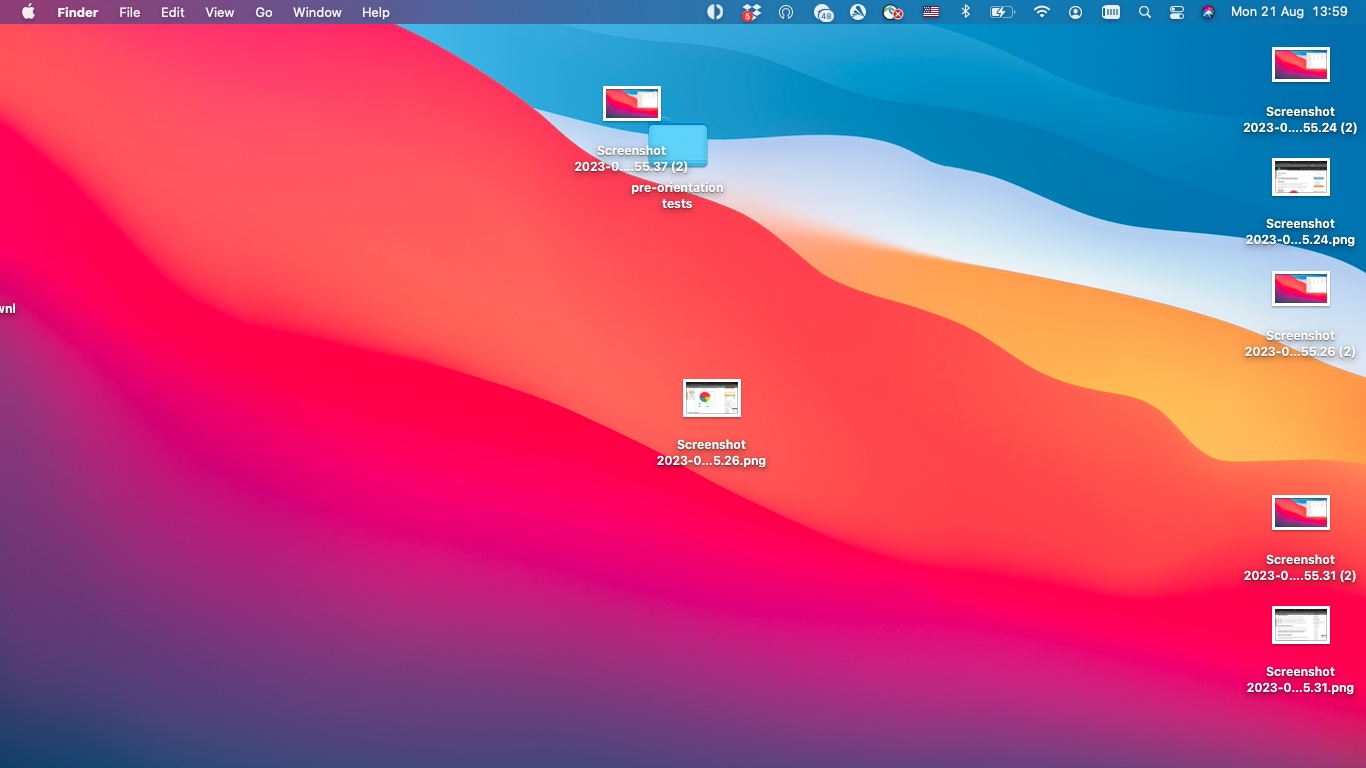 Finder File Edit View Go Window Help 5 48 Mon 21 Aug 13:59
Screenshot
2023-0....55.24 (2)
Screenshot
2023-0....55.37 (2)
pre-orientation
tests
Screenshot
2023-0...5.24.png
wnl
Screenshot
2023-0....55.26 (2)
Screenshot
2023-0...5.26.png
Screenshot
2023-0....55.31 (2)
Screenshot
2023-0...5.31.png